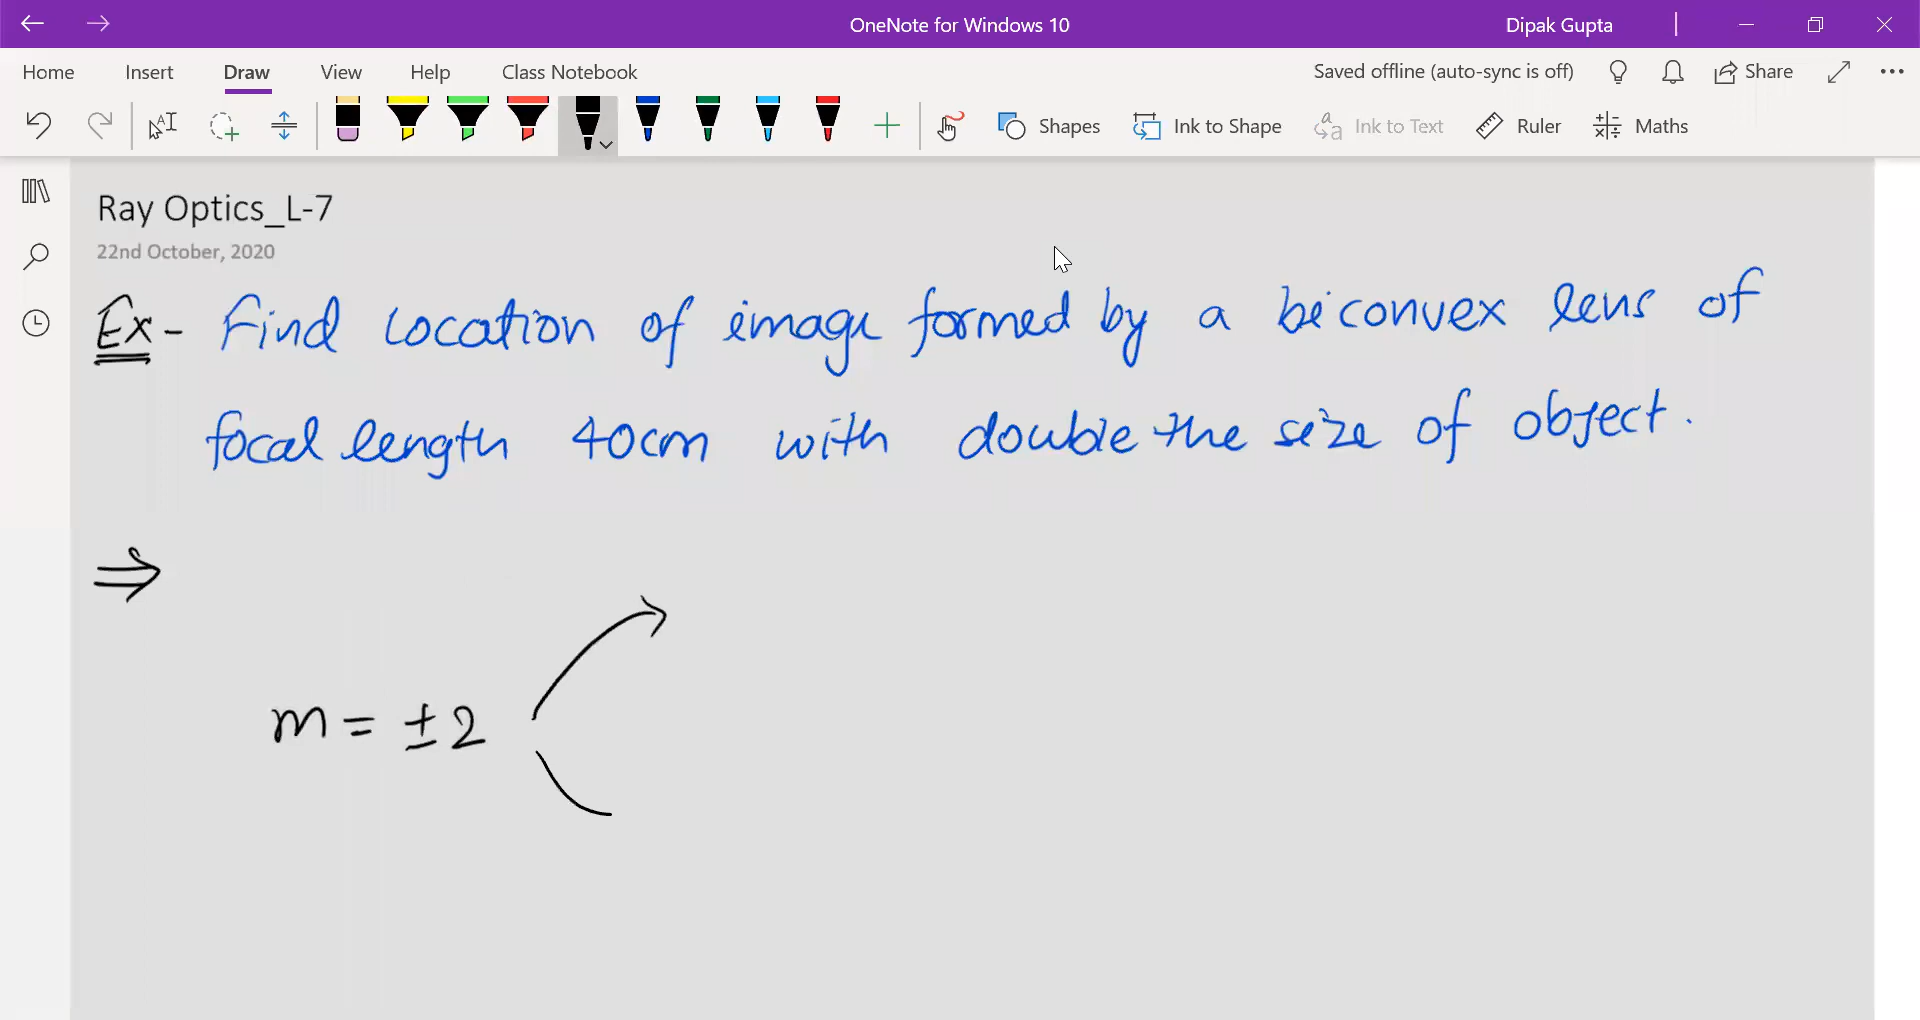 OneNote for Windows 10
Dipak Gupta
Home Insert Draw View Help Class Notebook
Saved offline (auto-sync is off) Share
Shapes Ink to Shape Ink to Text Ruler Maths
Ray Optics_L-7
22nd October, 2020
Ex - Find Location of image formed by a biconvex lens of
focal length 40cm with double the size of object.
⇒
m = ±2